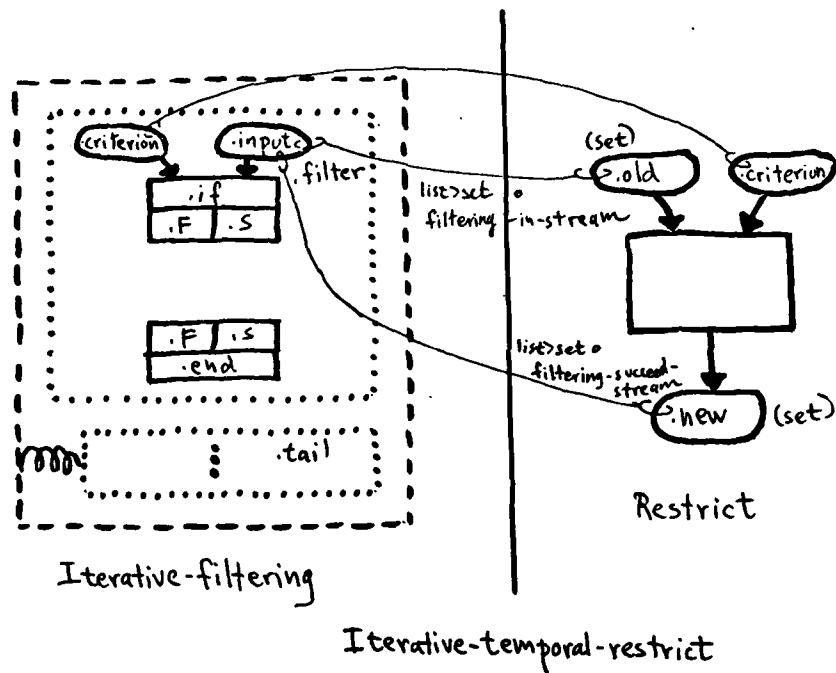 .criterion .input
.filter
.if
.F .S
.F .S
.end
.tail
Iterative-filtering
list>set o
filtering-in-stream
list>set o
filtering-succeed-
stream
(set)
.old .criterion
.new (set)
Restrict
Iterative-temporal-restrict